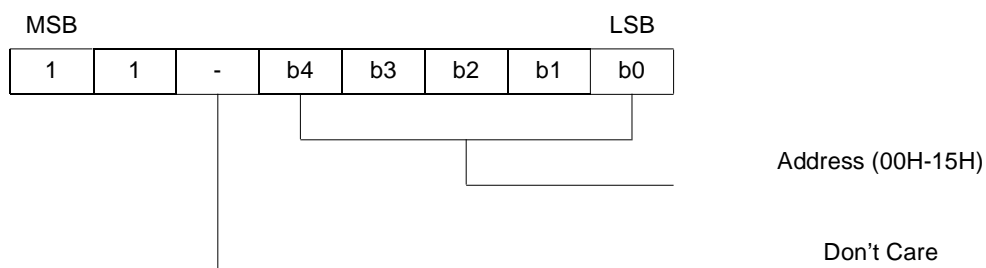 MSB LSB
1 1 - b4 b3 b2 b1 b0
Address (00H-15H)
Don't Care